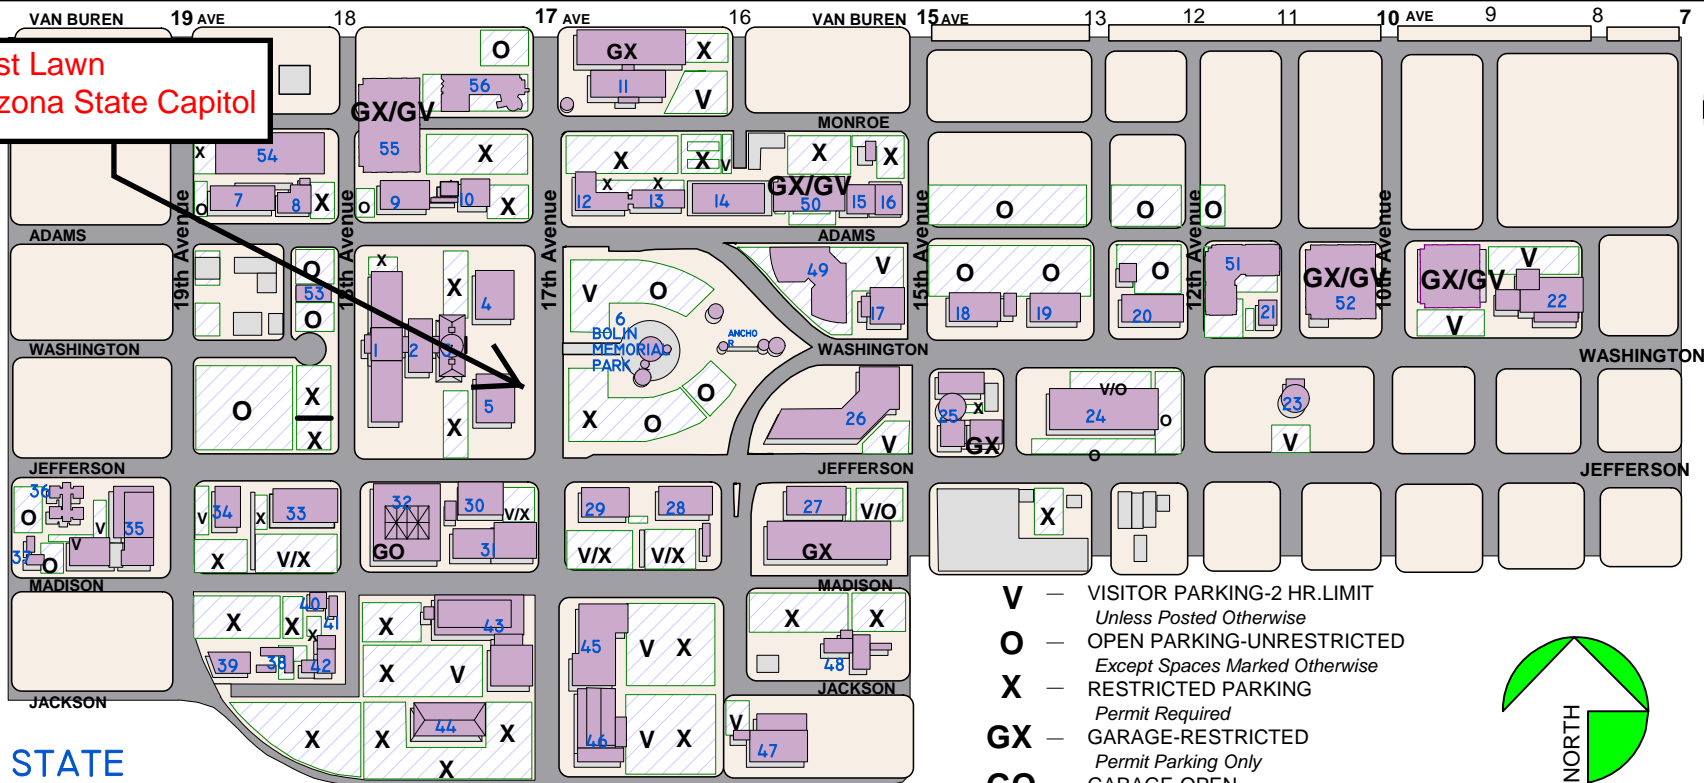 VAN BUREN 19 AVE 18 17 AVE 16 VAN BUREN 15 AVE 13 12 11 10 AVE 9 8 7
st Lawn
zona State Capitol
O GX X
56 11
GX/GV V
MONROE
X 54 55 X X X V X X
GX/GV
7 8 X 9 10 X X 12 13 14 50 15 16
O O X O O O
19th Avenue 18th Avenue 17th Avenue 15th Avenue 12th Avenue 10th Avenue
ADAMS ADAMS
O X V 49 V O O O 51 GX/GV GX/GV V
53 X 4 V O 17 18 19 20 21 52 22
O 6 V
BOLIN
MEMORIAL
PARK
ANCHO
R
1 2 3
WASHINGTON WASHINGTON WASHINGTON
O X X 5 X X O O 26 V 25 X GX V/O 24 O O 23 V
JEFFERSON JEFFERSON JEFFERSON
36 O 37 O V V 35 V 34 X X 33 V/X 32 GO 30 V/X 31 29 28 V/X V/X 27 V/O GX X
MADISON MADISON
X X 40 X 41 39 38 42 X 43 X V 45 V X X X 48
JACKSON JACKSON
X X 44 X X 46 V X V 47
STATE
V — VISITOR PARKING-2 HR.LIMIT
Unless Posted Otherwise
O — OPEN PARKING-UNRESTRICTED
Except Spaces Marked Otherwise
X — RESTRICTED PARKING
Permit Required
GX — GARAGE-RESTRICTED
Permit Parking Only
GO GARAGE-OPEN
NORTH